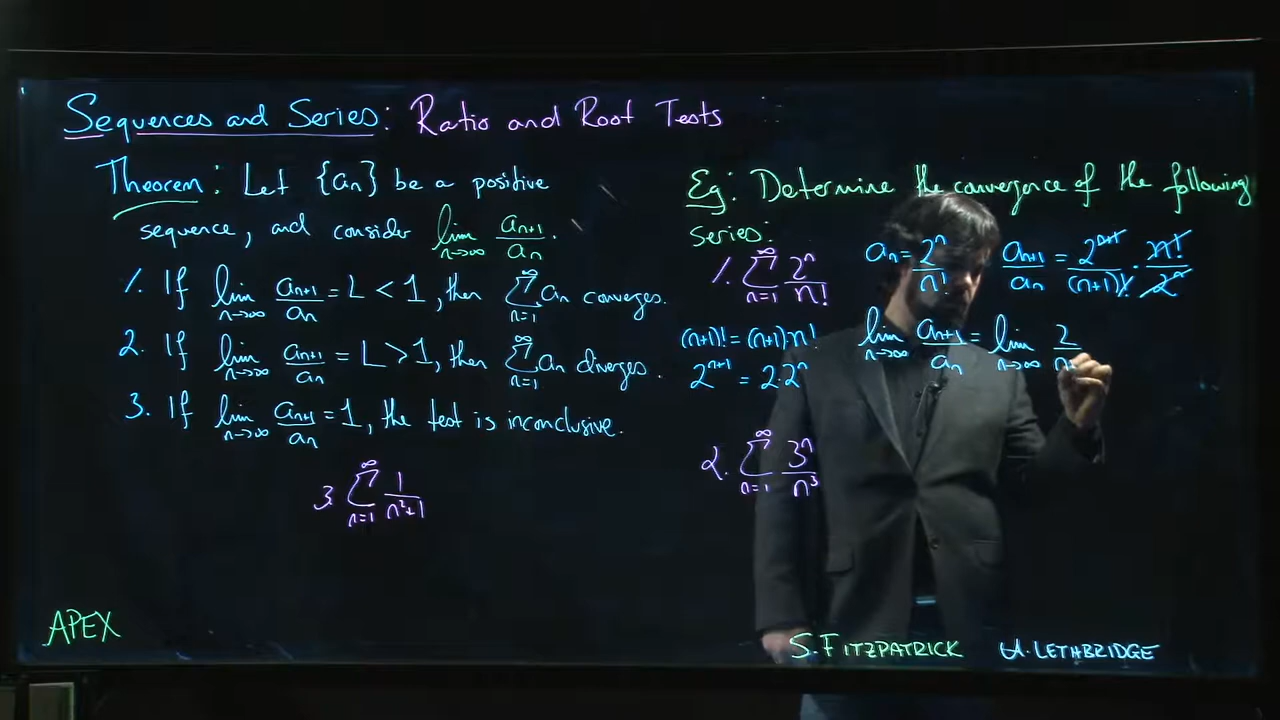 Sequences and Series: Ratio and Root Tests
Theorem: Let {an} be a positive
sequence, and consider lim n→∞ an+1/an.
1. If lim n→∞ an+1/an = L < 1, then ∞ Σ n=1 an converges.
2. If lim n→∞ an+1/an = L > 1, then ∞ Σ n=1 an diverges.
3. If lim n→∞ an+1/an = 1, the test is inconclusive.
3. ∞ Σ n=1 1/n²+1
APEX
Eg: Determine the convergence of the following
series:
1. ∞ Σ n=1 2ⁿ/n! an = 2ⁿ/n! an+1/an = 2ⁿ⁺¹/(n+1)! · n!/2ⁿ
(n+1)! = (n+1)·n! lim n→∞ an+1/an = lim n→∞ 2/n
2ⁿ⁺¹ = 2·2ⁿ
2. ∞ Σ n=1 3ⁿ/n³
S. FITZPATRICK U. LETHBRIDGE